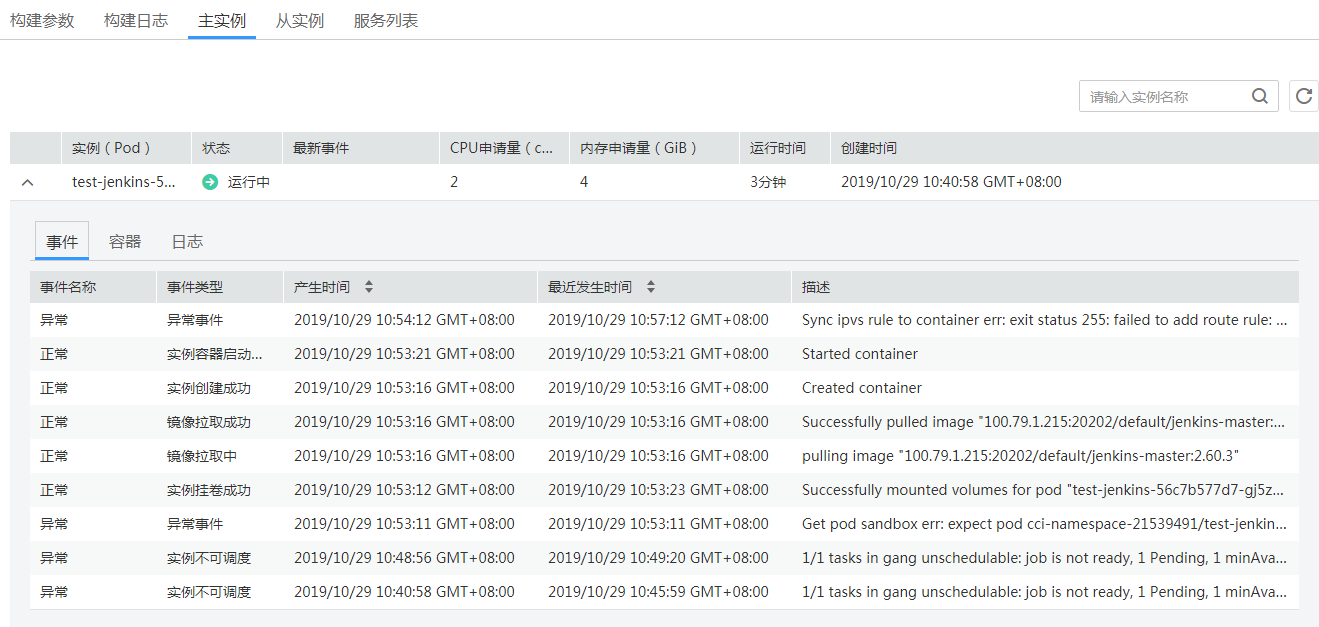 构建参数 构建日志 主实例 从实例 服务列表
请输入实例名称
实例（Pod） 状态 最新事件 CPU申请量（c... 内存申请量（GiB） 运行时间 创建时间
test-jenkins-5... 运行中 2 4 3分钟 2019/10/29 10:40:58 GMT+08:00
事件 容器 日志
事件名称 事件类型 产生时间 最近发生时间 描述
异常 异常事件 2019/10/29 10:54:12 GMT+08:00 2019/10/29 10:57:12 GMT+08:00 Sync ipvs rule to container err: exit status 255: failed to add route rule: ...
正常 实例容器启动... 2019/10/29 10:53:21 GMT+08:00 2019/10/29 10:53:21 GMT+08:00 Started container
正常 实例创建成功 2019/10/29 10:53:16 GMT+08:00 2019/10/29 10:53:16 GMT+08:00 Created container
正常 镜像拉取成功 2019/10/29 10:53:16 GMT+08:00 2019/10/29 10:53:16 GMT+08:00 Successfully pulled image "100.79.1.215:20202/default/jenkins-master:...
正常 镜像拉取中 2019/10/29 10:53:16 GMT+08:00 2019/10/29 10:53:16 GMT+08:00 pulling image "100.79.1.215:20202/default/jenkins-master:2.60.3"
正常 实例挂卷成功 2019/10/29 10:53:12 GMT+08:00 2019/10/29 10:53:23 GMT+08:00 Successfully mounted volumes for pod "test-jenkins-56c7b577d7-gj5z...
异常 异常事件 2019/10/29 10:53:11 GMT+08:00 2019/10/29 10:53:11 GMT+08:00 Get pod sandbox err: expect pod cci-namespace-21539491/test-jenkin...
异常 实例不可调度 2019/10/29 10:48:56 GMT+08:00 2019/10/29 10:49:20 GMT+08:00 1/1 tasks in gang unschedulable: job is not ready, 1 Pending, 1 minAva...
异常 实例不可调度 2019/10/29 10:40:58 GMT+08:00 2019/10/29 10:45:59 GMT+08:00 1/1 tasks in gang unschedulable: job is not ready, 1 Pending, 1 minAva...